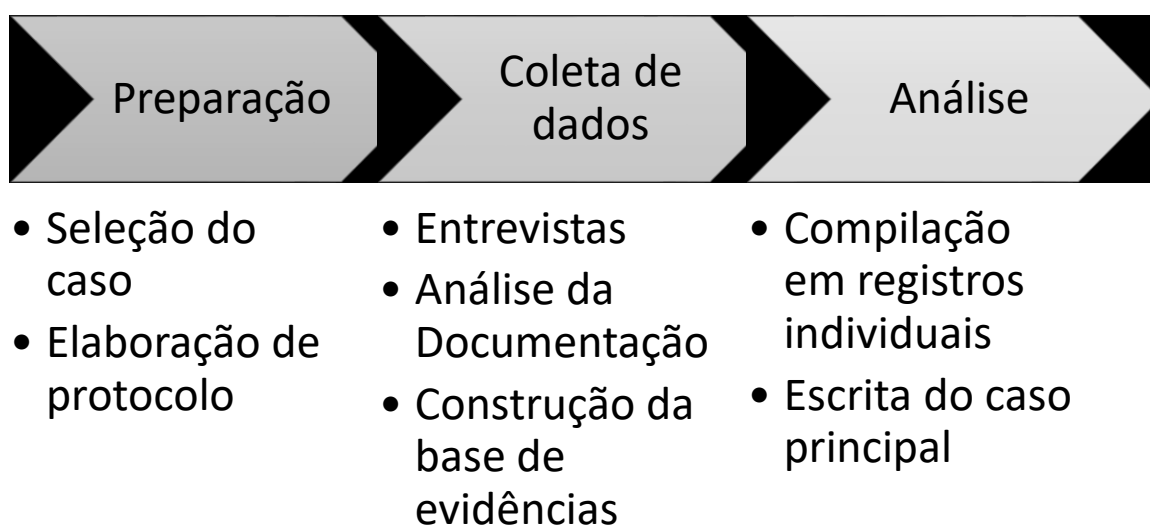 Preparação
Coleta de
dados
Análise
• Seleção do
caso
• Elaboração de
protocolo
• Entrevistas
• Análise da
Documentação
• Construção da
base de
evidências
• Compilação
em registros
individuais
• Escrita do caso
principal